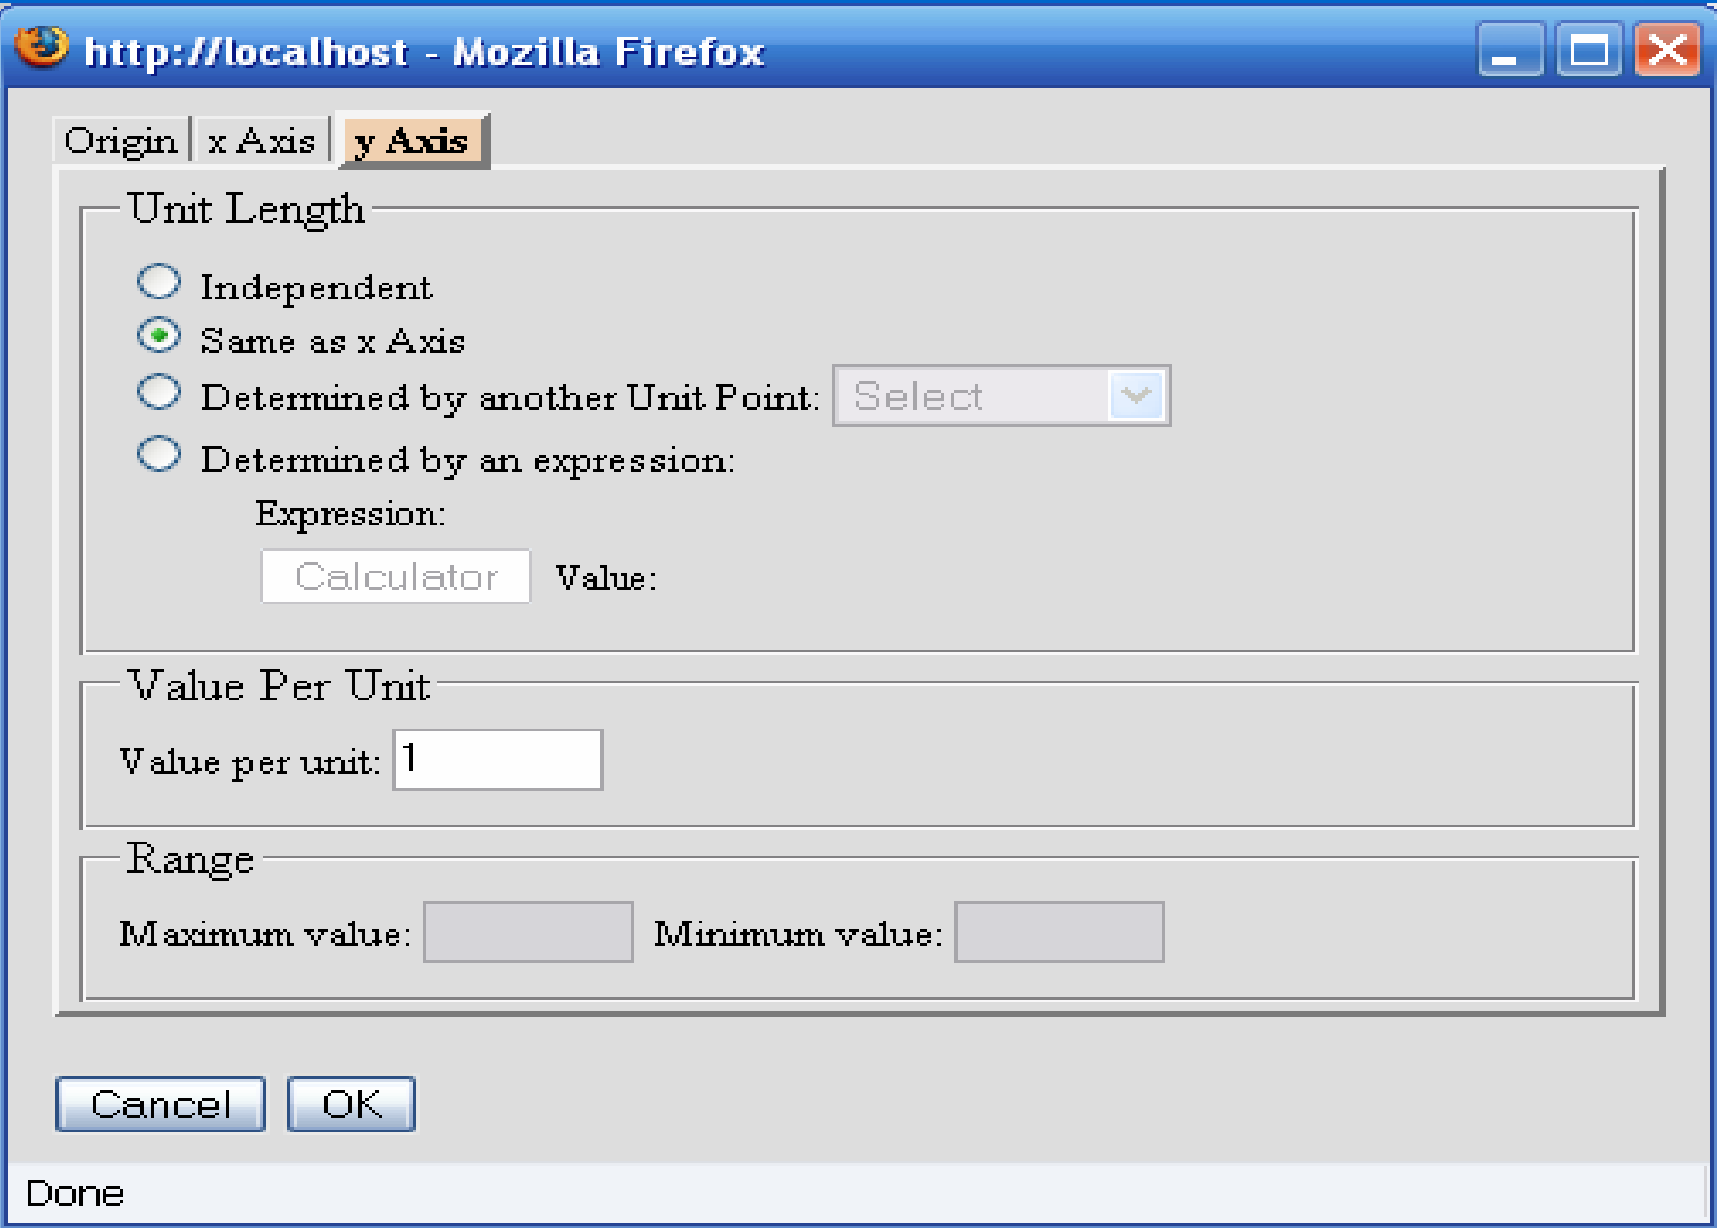 http://localhost - Mozilla Firefox
Origin x Axis y Axis
Unit Length
Independent
Same as x Axis
Determined by another Unit Point: Select
Determined by an expression:
Expression:
Calculator Value:
Value Per Unit
Value per unit: 1
Range
Maximum value: Minimum value:
Cancel OK
Done